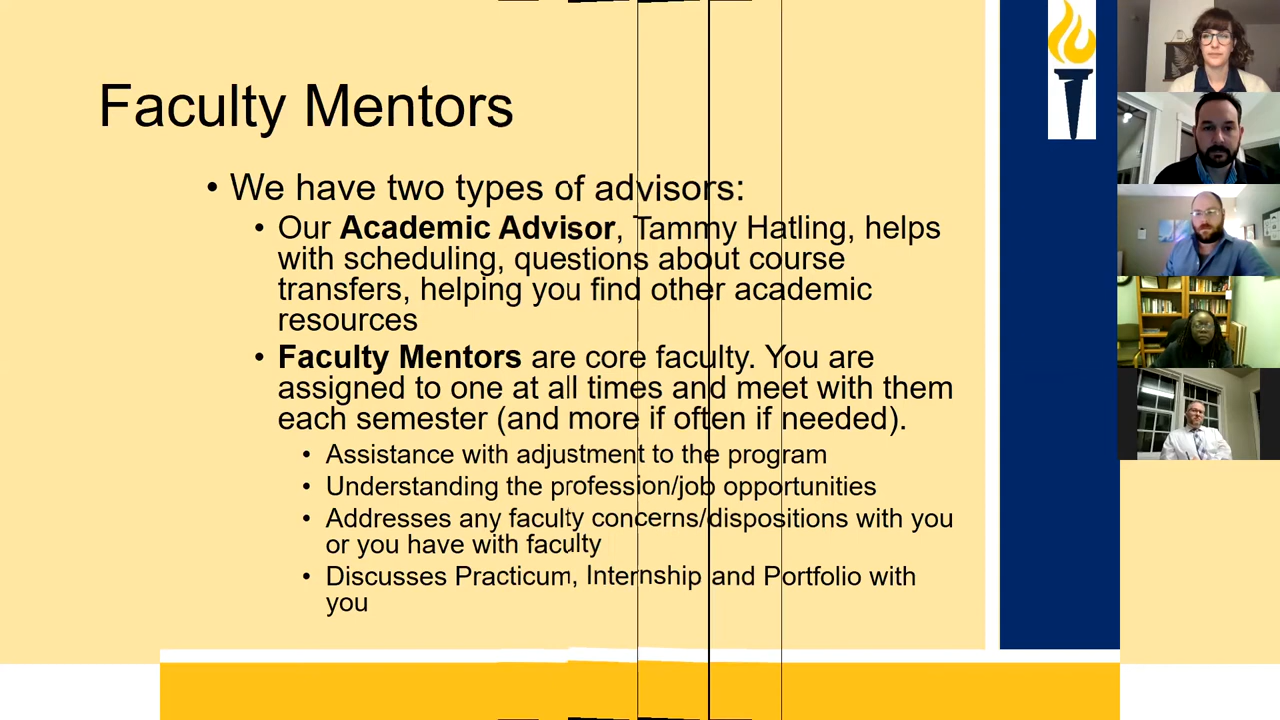 Faculty Mentors
• We have two types of advisors:
• Our Academic Advisor, Tammy Hatling, helps
with scheduling, questions about course
transfers, helping you find other academic
resources
• Faculty Mentors are core faculty. You are
assigned to one at all times and meet with them
each semester (and more if often if needed).
• Assistance with adjustment to the program
• Understanding the profession/job opportunities
• Addresses any faculty concerns/dispositions with you
or you have with faculty
• Discusses Practicum, Internship and Portfolio with
you